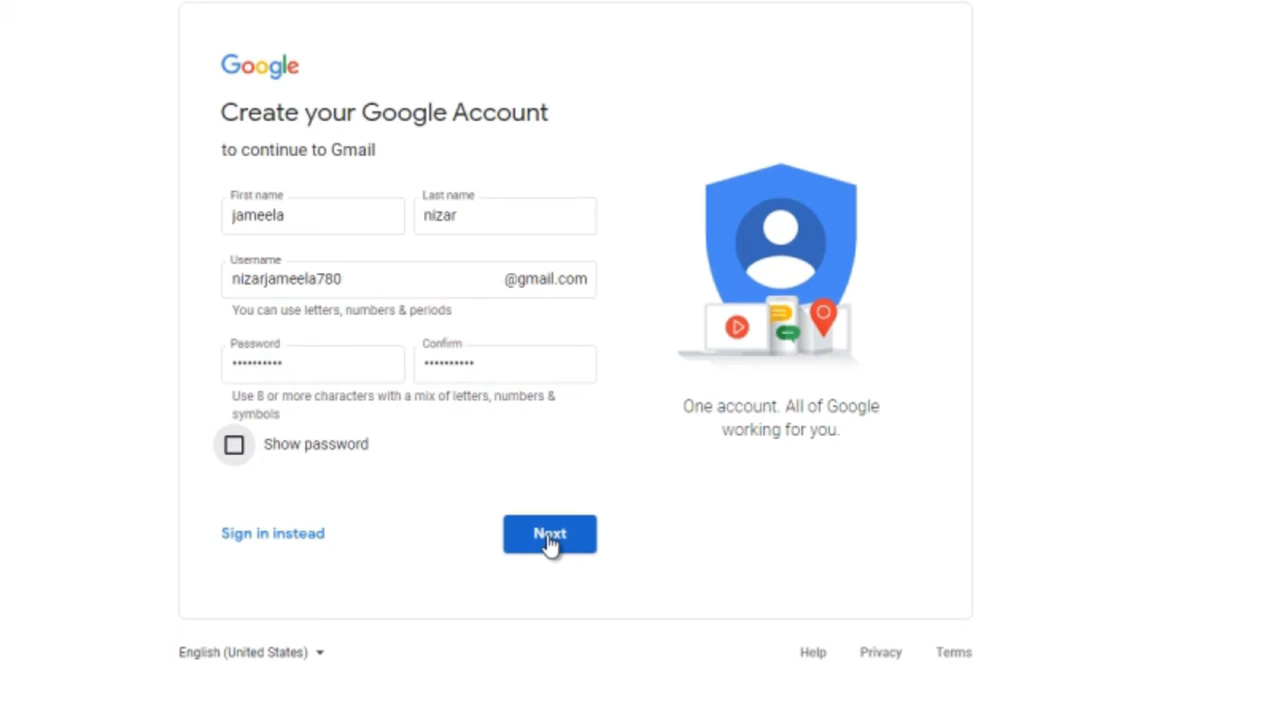 Google
Create your Google Account
to continue to Gmail
First name
Last name
jameela
nizar
Username
nizarjameela780
@gmail.com
You can use letters, numbers & periods
Password
Confirm
••••••••••
••••••••••
Use 8 or more characters with a mix of letters, numbers &
symbols
Show password
Sign in instead
Next
One account. All of Google
working for you.
English (United States)
Help
Privacy
Terms